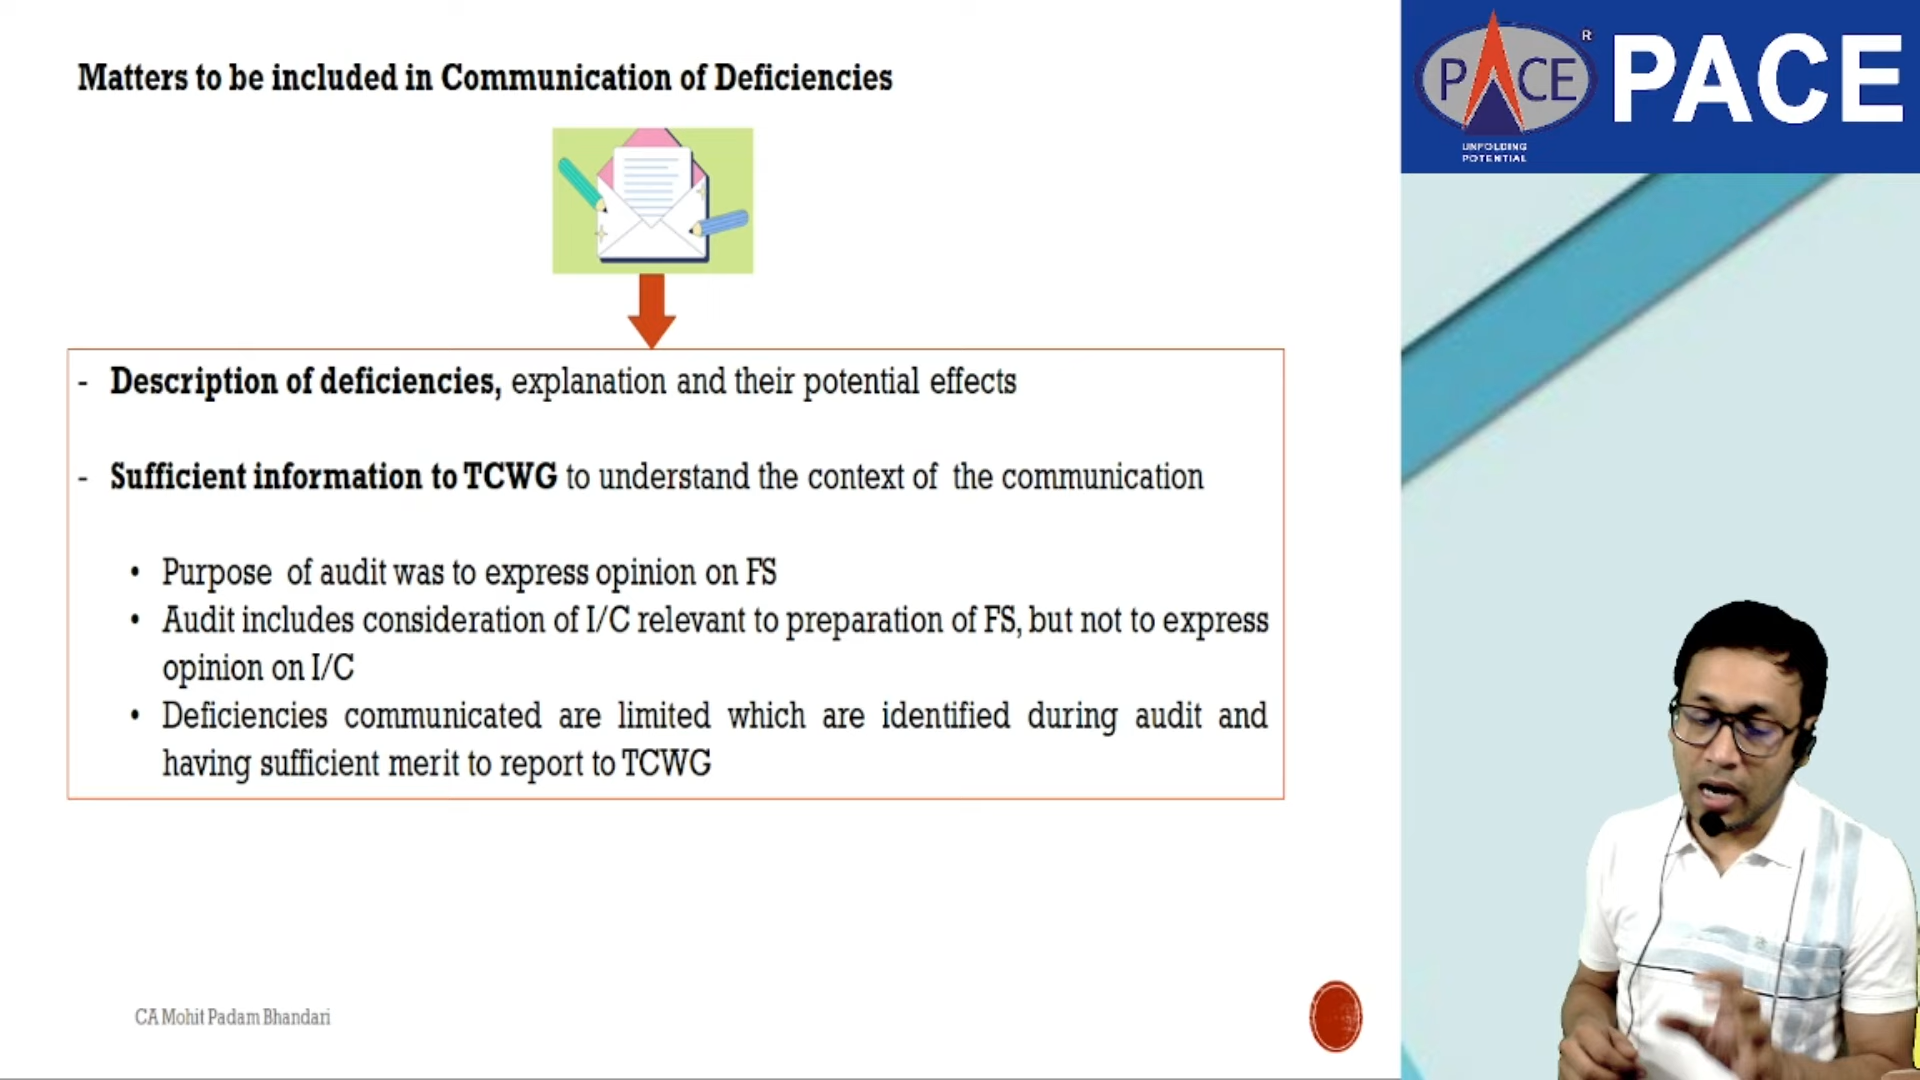 Matters to be included in Communication of Deficiencies
- Description of deficiencies, explanation and their potential effects
- Sufficient information to TCWG to understand the context of the communication
• Purpose of audit was to express opinion on FS
• Audit includes consideration of I/C relevant to preparation of FS, but not to express
opinion on I/C
• Deficiencies communicated are limited which are identified during audit and
having sufficient merit to report to TCWG
CA Mohit Padam Bhandari
PACE
R
PACE
UNFOLDING
POTENTIAL